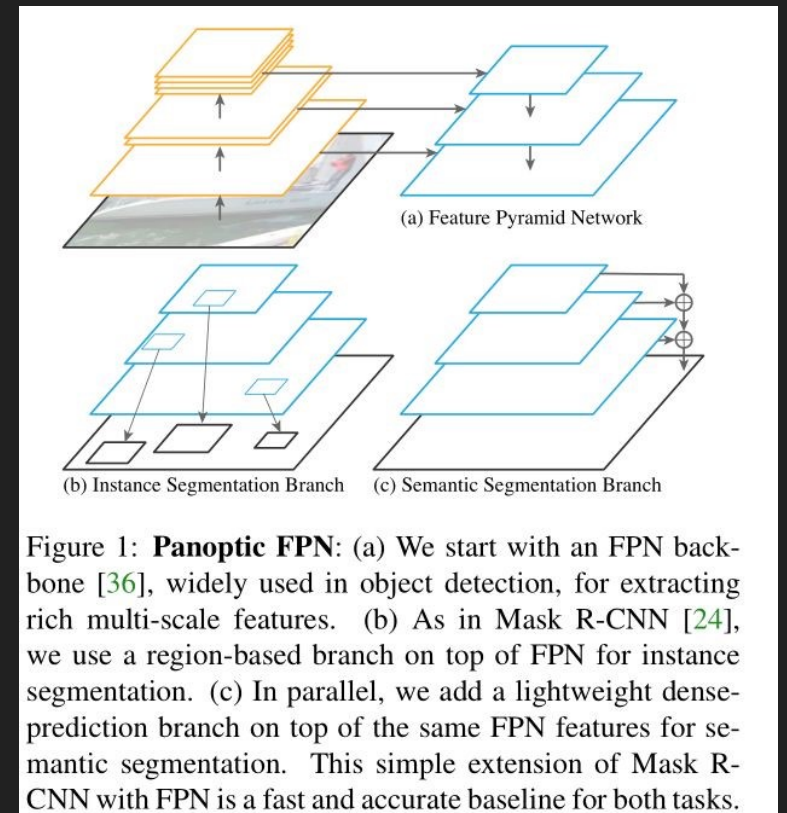 (a) Feature Pyramid Network
(b) Instance Segmentation Branch
(c) Semantic Segmentation Branch
Figure 1: Panoptic FPN: (a) We start with an FPN back-
bone [36], widely used in object detection, for extracting
rich multi-scale features. (b) As in Mask R-CNN [24],
we use a region-based branch on top of FPN for instance
segmentation. (c) In parallel, we add a lightweight dense-
prediction branch on top of the same FPN features for se-
mantic segmentation. This simple extension of Mask R-
CNN with FPN is a fast and accurate baseline for both tasks.